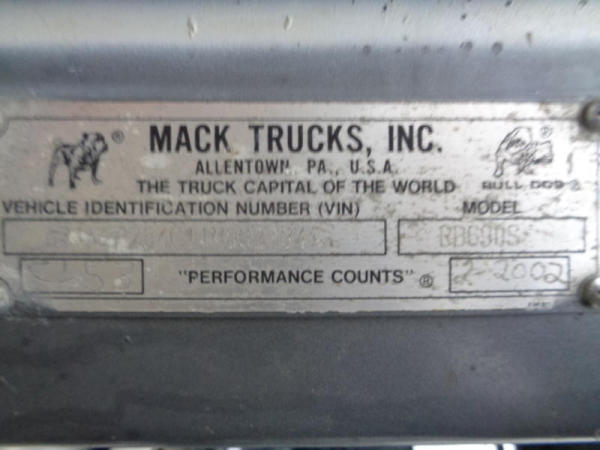 ® MACK TRUCKS, INC. ®
ALLENTOWN, PA., U.S.A.
THE TRUCK CAPITAL OF THE WORLD BULL DOG
VEHICLE IDENTIFICATION NUMBER (VIN) MODEL
RB690S
"PERFORMANCE COUNTS" ® 2-2002